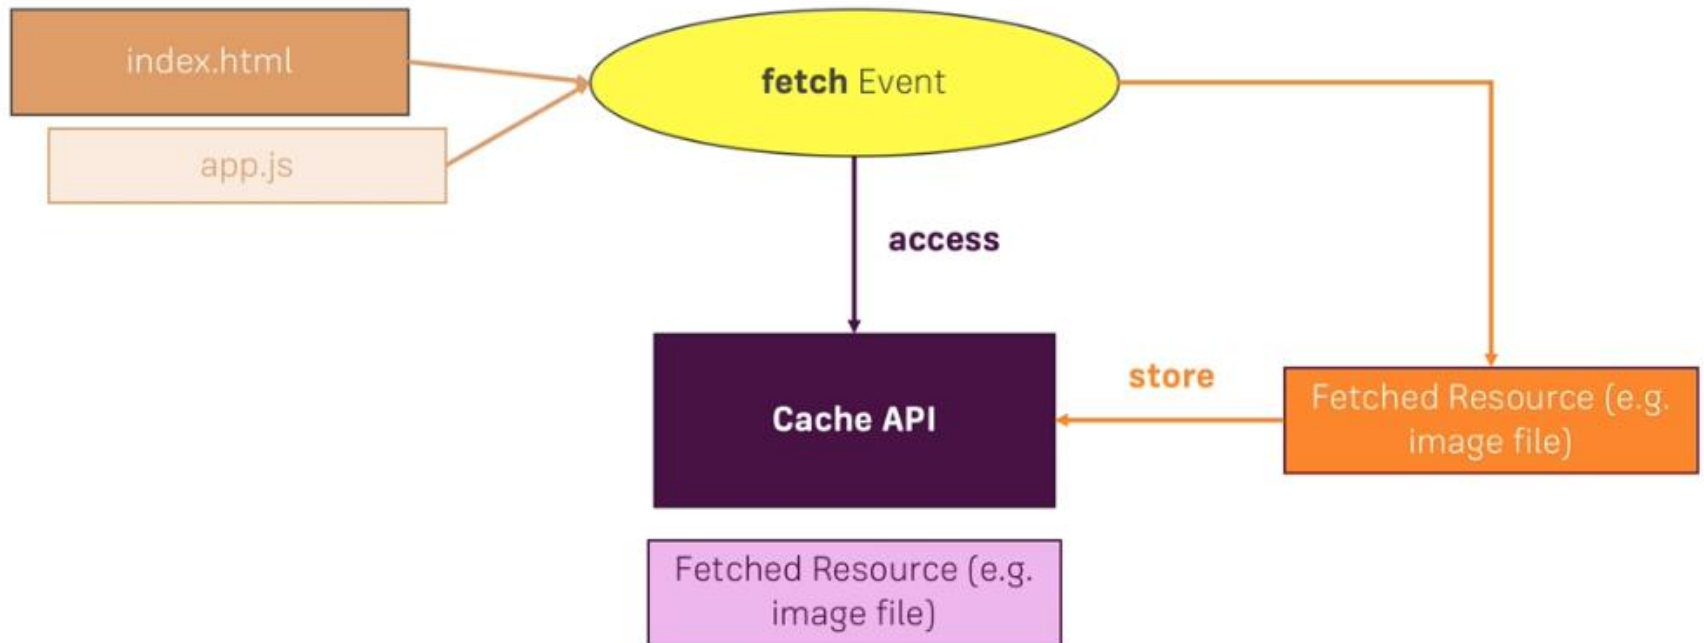 index.html
fetch Event
app.js
access
store
Cache API
Fetched Resource (e.g.
image file)
Fetched Resource (e.g.
image file)